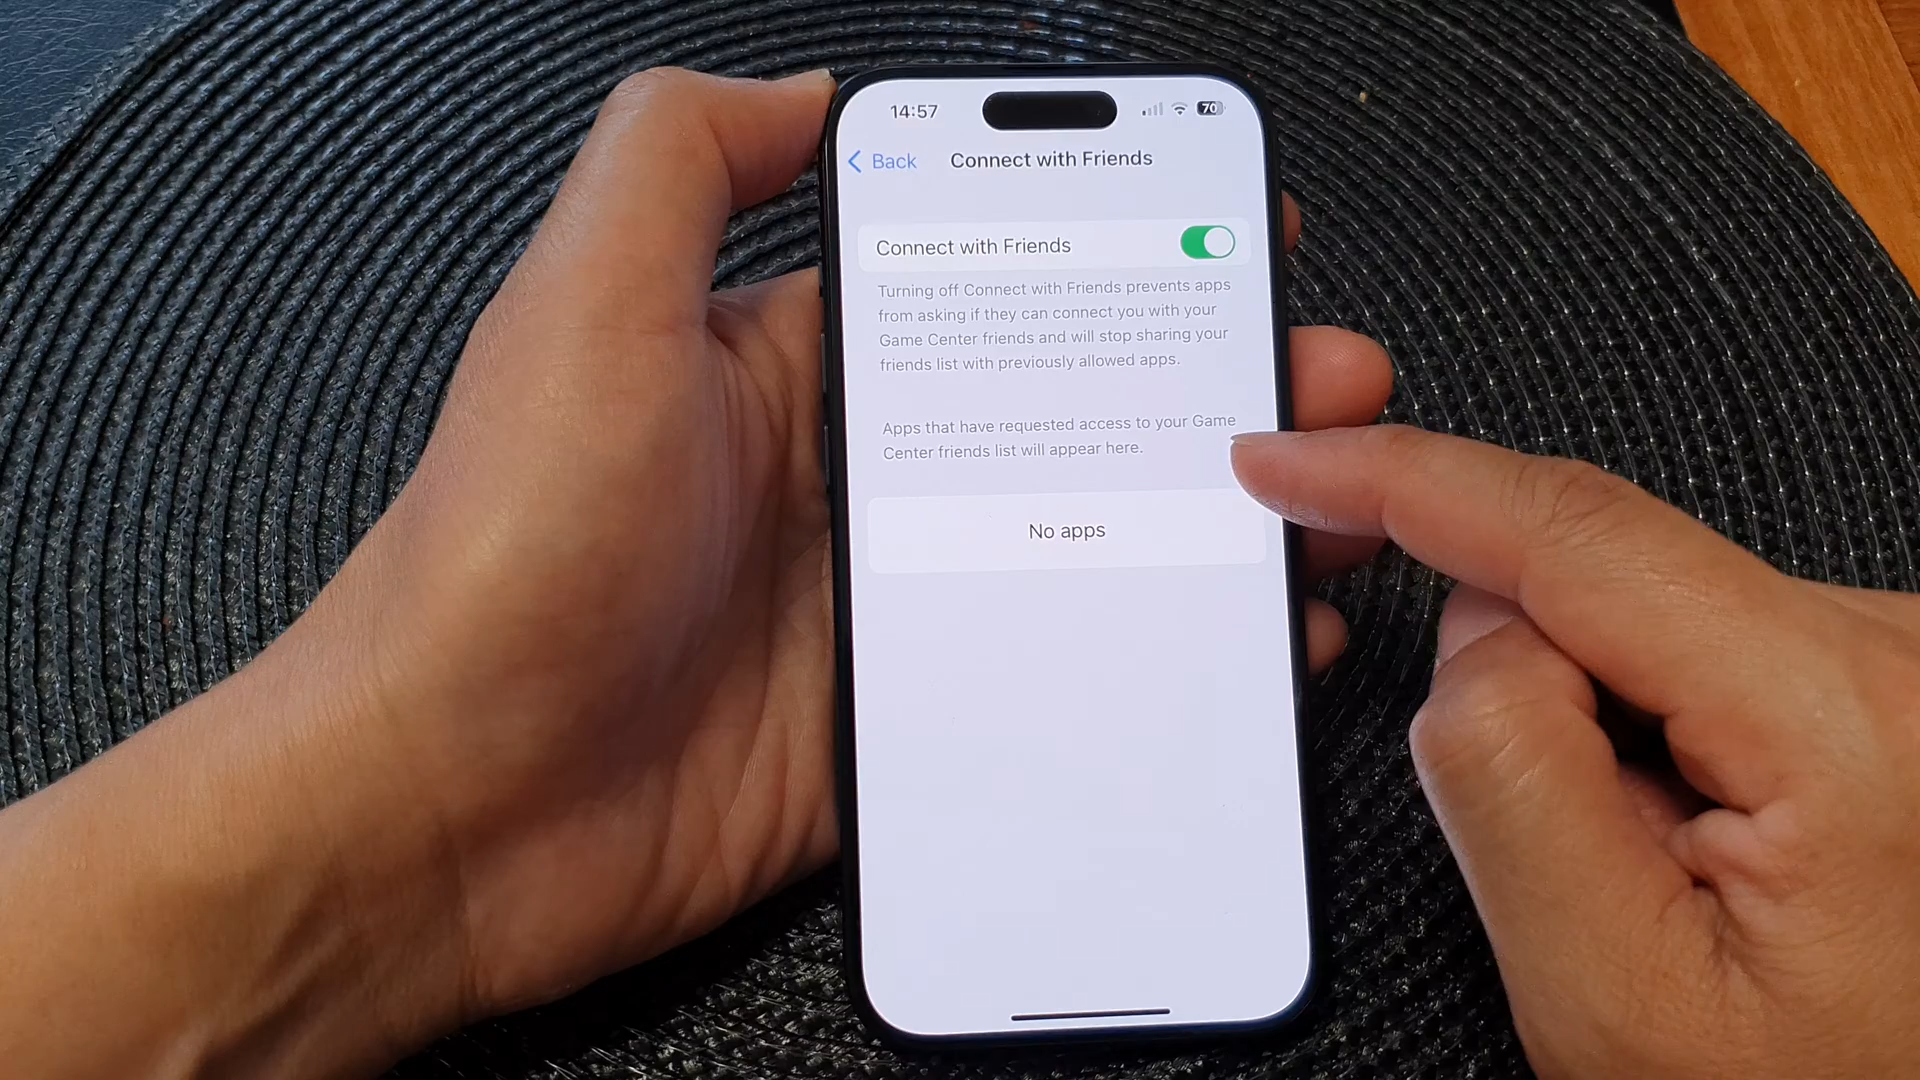 14:57
70
Back
Connect with Friends
Connect with Friends
Turning off Connect with Friends prevents apps
from asking if they can connect you with your
Game Center friends and will stop sharing your
friends list with previously allowed apps.
Apps that have requested access to your Game
Center friends list will appear here.
No apps